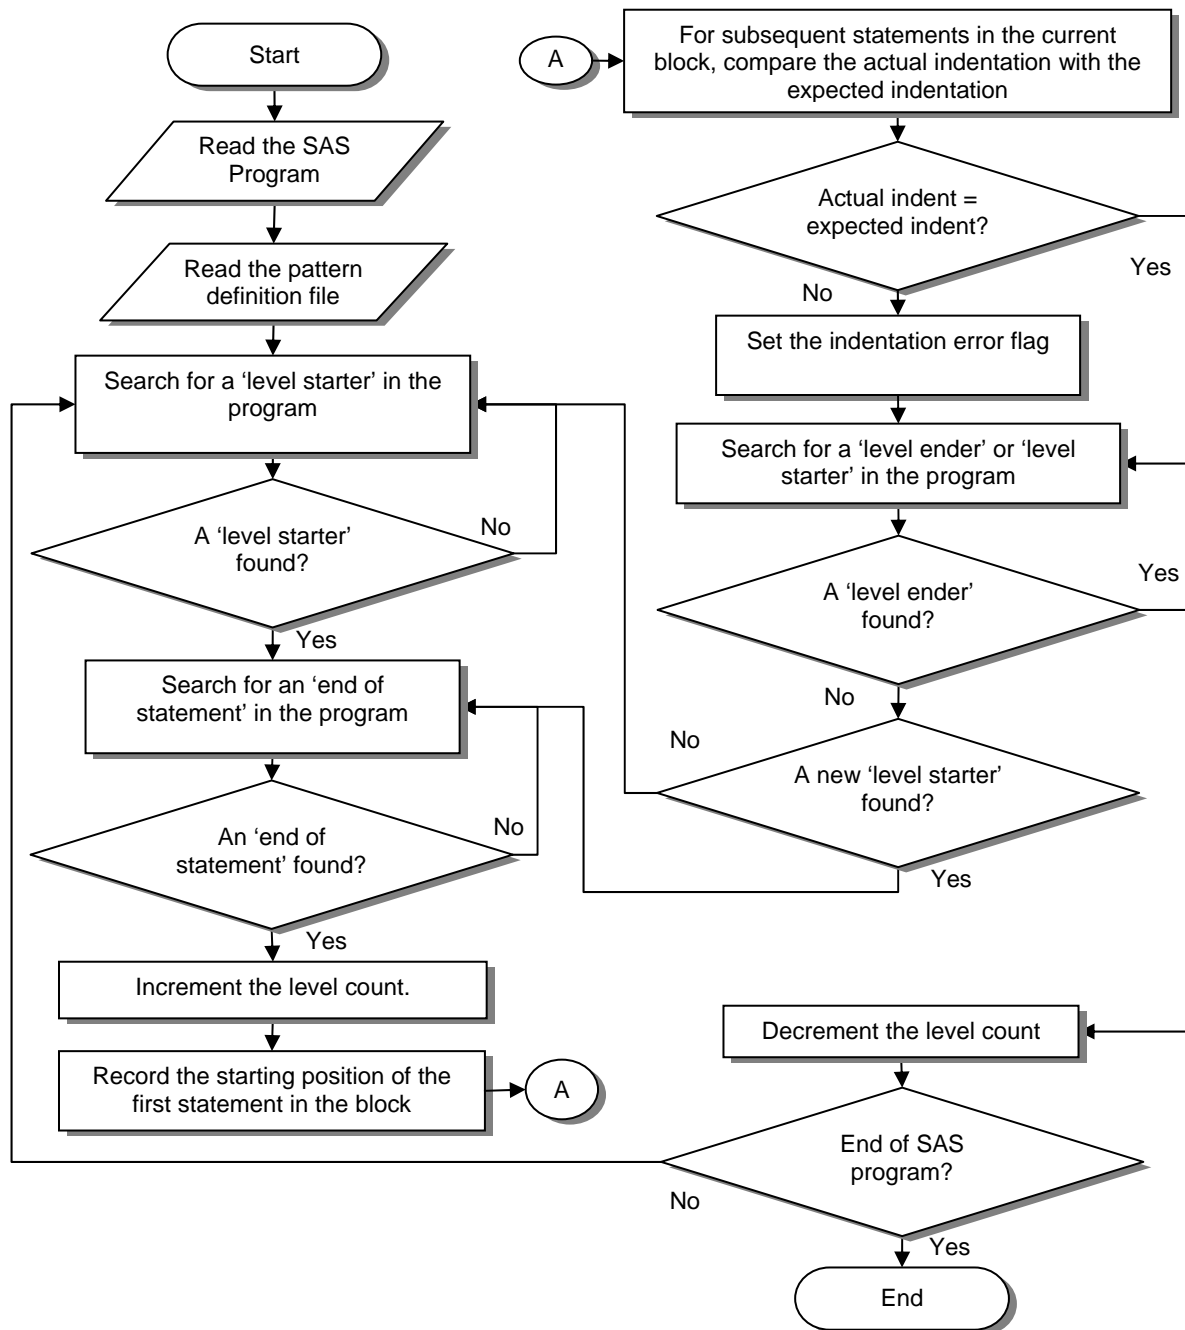 Start
Read the SAS
Program
Read the pattern
definition file
Search for a ‘level starter’ in the
program
A ‘level starter’
found?
No
Yes
Search for an ‘end of
statement’ in the program
An ‘end of
statement’ found?
No
Yes
Increment the level count.
Record the starting position of the
first statement in the block
A
A
For subsequent statements in the current
block, compare the actual indentation with the
expected indentation
Actual indent =
expected indent?
Yes
No
Set the indentation error flag
Search for a ‘level ender’ or ‘level
starter’ in the program
A ‘level ender’
found?
Yes
No
A new ‘level starter’
found?
No
Yes
Decrement the level count
End of SAS
program?
No
Yes
End